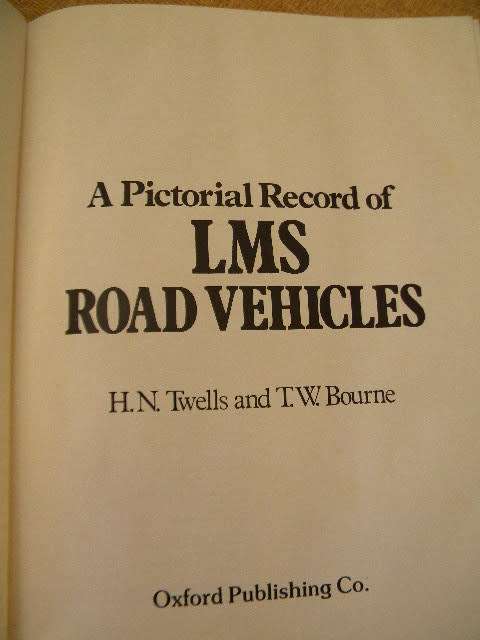 A Pictorial Record of
LMS
ROAD VEHICLES
H.N. Twells and T.W. Bourne
Oxford Publishing Co.